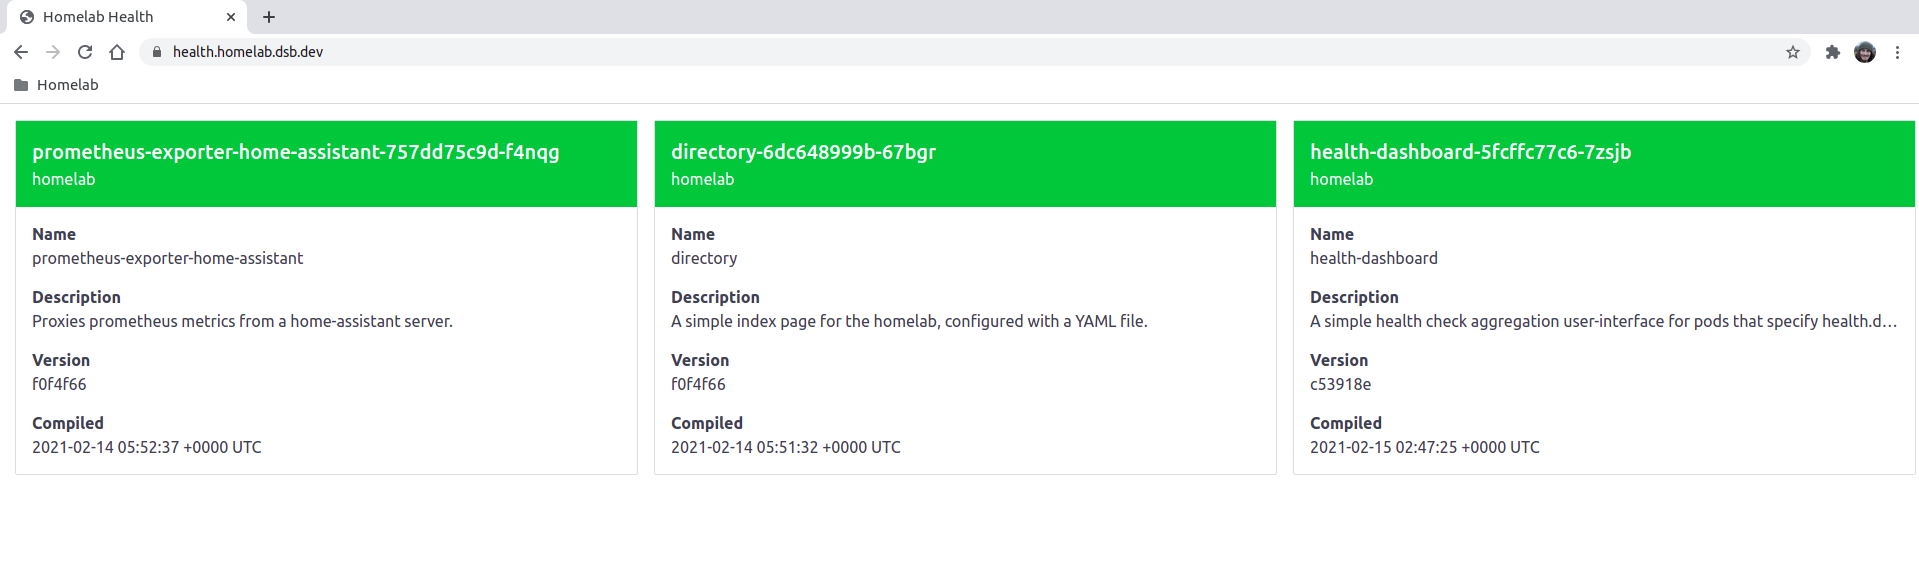 Homelab Health
health.homelab.dsb.dev
Homelab
prometheus-exporter-home-assistant-757dd75c9d-f4nqg
homelab
Name
prometheus-exporter-home-assistant
Description
Proxies prometheus metrics from a home-assistant server.
Version
f0f4f66
Compiled
2021-02-14 05:52:37 +0000 UTC
directory-6dc648999b-67bgr
homelab
Name
directory
Description
A simple index page for the homelab, configured with a YAML file.
Version
f0f4f66
Compiled
2021-02-14 05:51:32 +0000 UTC
health-dashboard-5fcffc77c6-7zsjb
homelab
Name
health-dashboard
Description
A simple health check aggregation user-interface for pods that specify health.d...
Version
c53918e
Compiled
2021-02-15 02:47:25 +0000 UTC